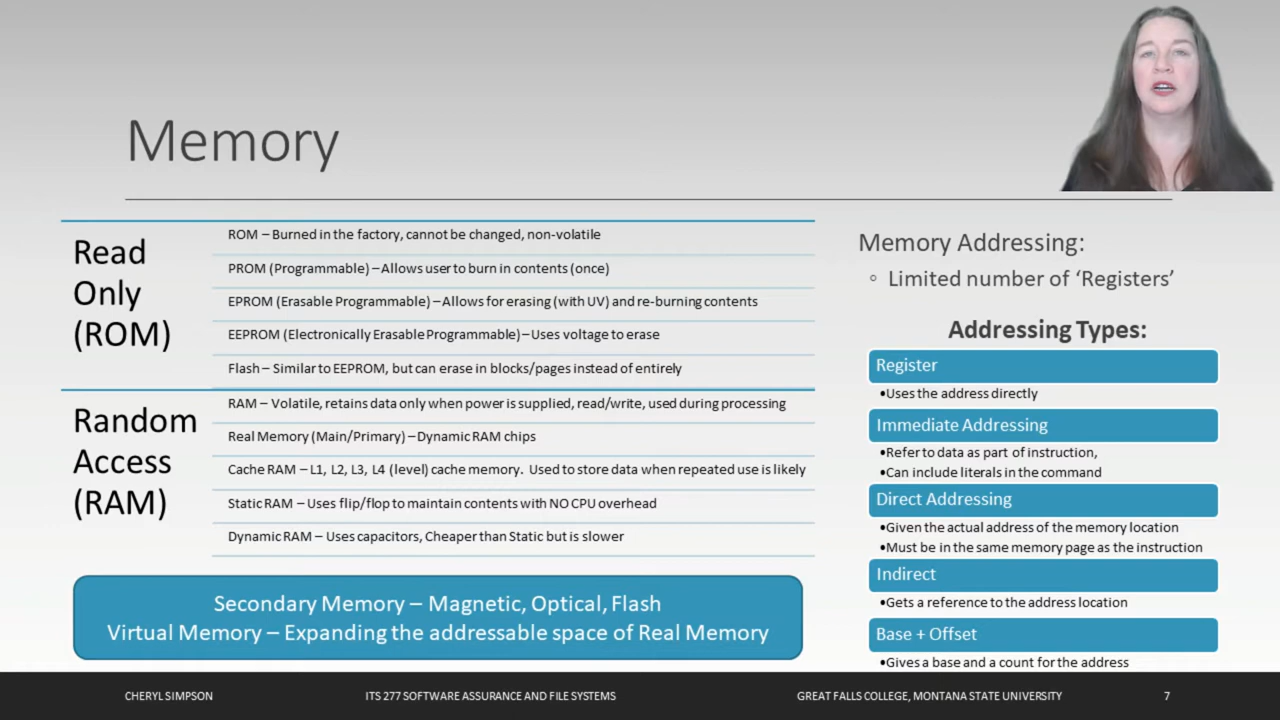 Memory
Read
Only
(ROM)
ROM – Burned in the factory, cannot be changed, non-volatile
PROM (Programmable) – Allows user to burn in contents (once)
EPROM (Erasable Programmable) – Allows for erasing (with UV) and re-burning contents
EEPROM (Electronically Erasable Programmable) – Uses voltage to erase
Flash – Similar to EEPROM, but can erase in blocks/pages instead of entirely
Random
Access
(RAM)
RAM – Volatile, retains data only when power is supplied, read/write, used during processing
Real Memory (Main/Primary) – Dynamic RAM chips
Cache RAM – L1, L2, L3, L4 (level) cache memory. Used to store data when repeated use is likely
Static RAM – Uses flip/flop to maintain contents with NO CPU overhead
Dynamic RAM – Uses capacitors, Cheaper than Static but is slower
Secondary Memory – Magnetic, Optical, Flash
Virtual Memory – Expanding the addressable space of Real Memory
Memory Addressing:
◦ Limited number of ‘Registers’
Addressing Types:
Register
•Uses the address directly
Immediate Addressing
•Refer to data as part of instruction,
•Can include literals in the command
Direct Addressing
•Given the actual address of the memory location
•Must be in the same memory page as the instruction
Indirect
•Gets a reference to the address location
Base + Offset
•Gives a base and a count for the address
CHERYL SIMPSON
ITS 277 SOFTWARE ASSURANCE AND FILE SYSTEMS
GREAT FALLS COLLEGE, MONTANA STATE UNIVERSITY
7